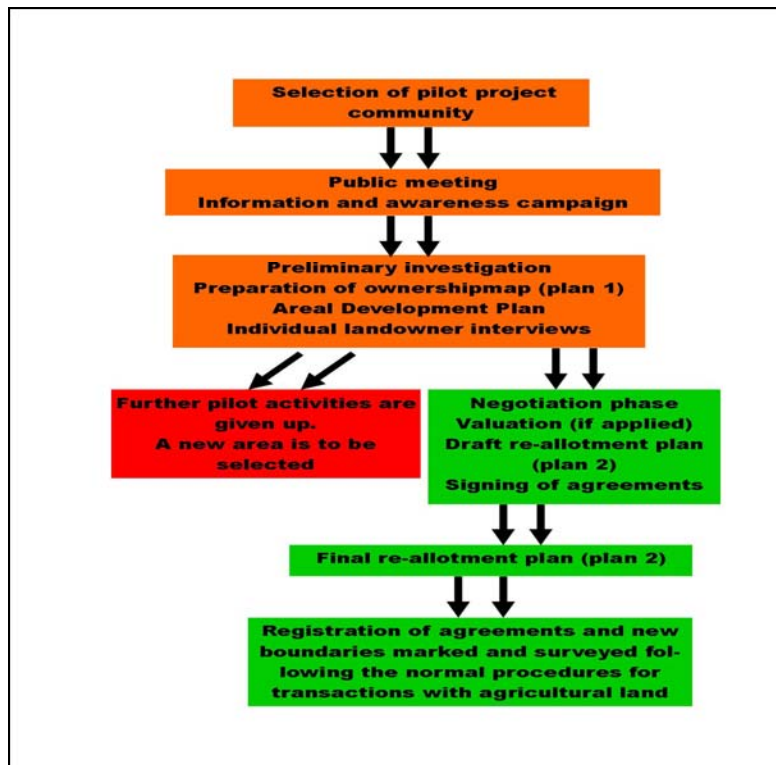 Selection of pilot project
community
Public meeting
Information and awareness campaign
Preliminary investigation
Preparation of ownershipmap (plan 1)
Areal Development Plan
Individual landowner interviews
Further pilot activities are
given up.
A new area is to be
selected
Negotiation phase
Valuation (if applied)
Draft re-allotment plan
(plan 2)
Signing of agreements
Final re-allotment plan (plan 2)
Registration of agreements and new
boundaries marked and surveyed fol-
lowing the normal procedures for
transactions with agricultural land